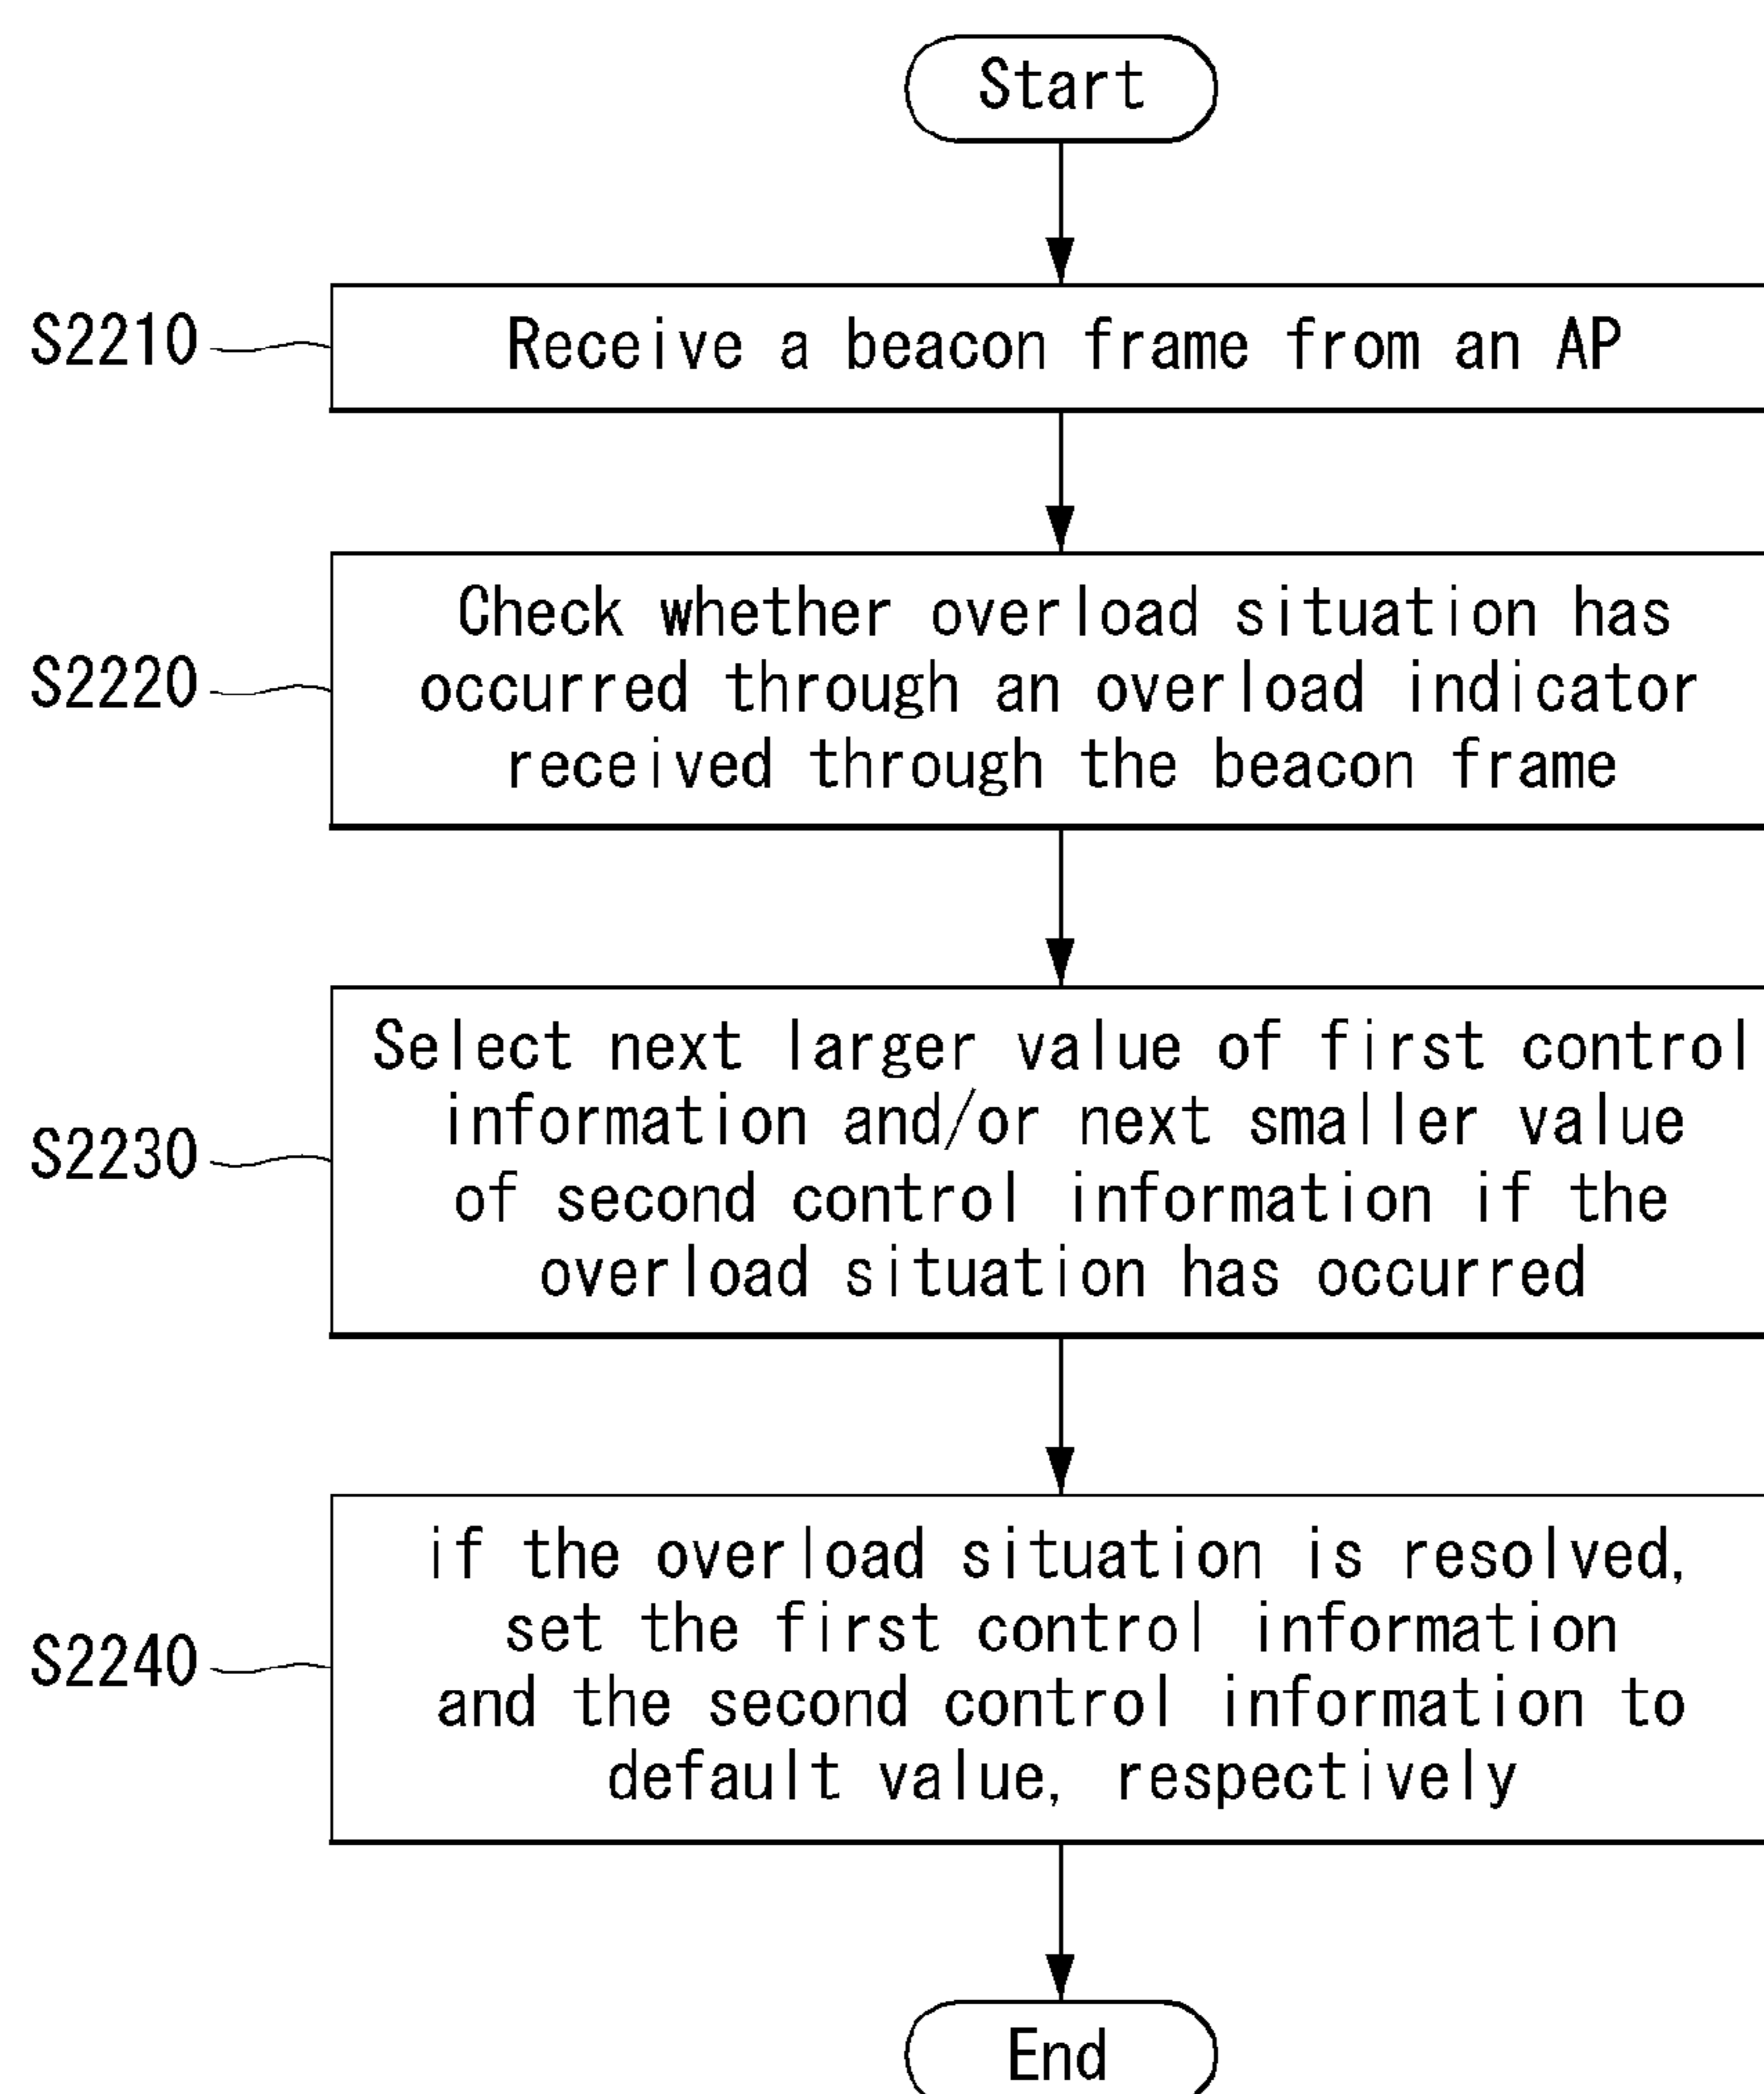 Start
S2210
Receive a beacon frame from an AP
S2220
Check whether overload situation has
occurred through an overload indicator
received through the beacon frame
S2230
Select next larger value of first control
information and/or next smaller value
of second control information if the
overload situation has occurred
S2240
if the overload situation is resolved,
set the first control information
and the second control information to
default value, respectively
End